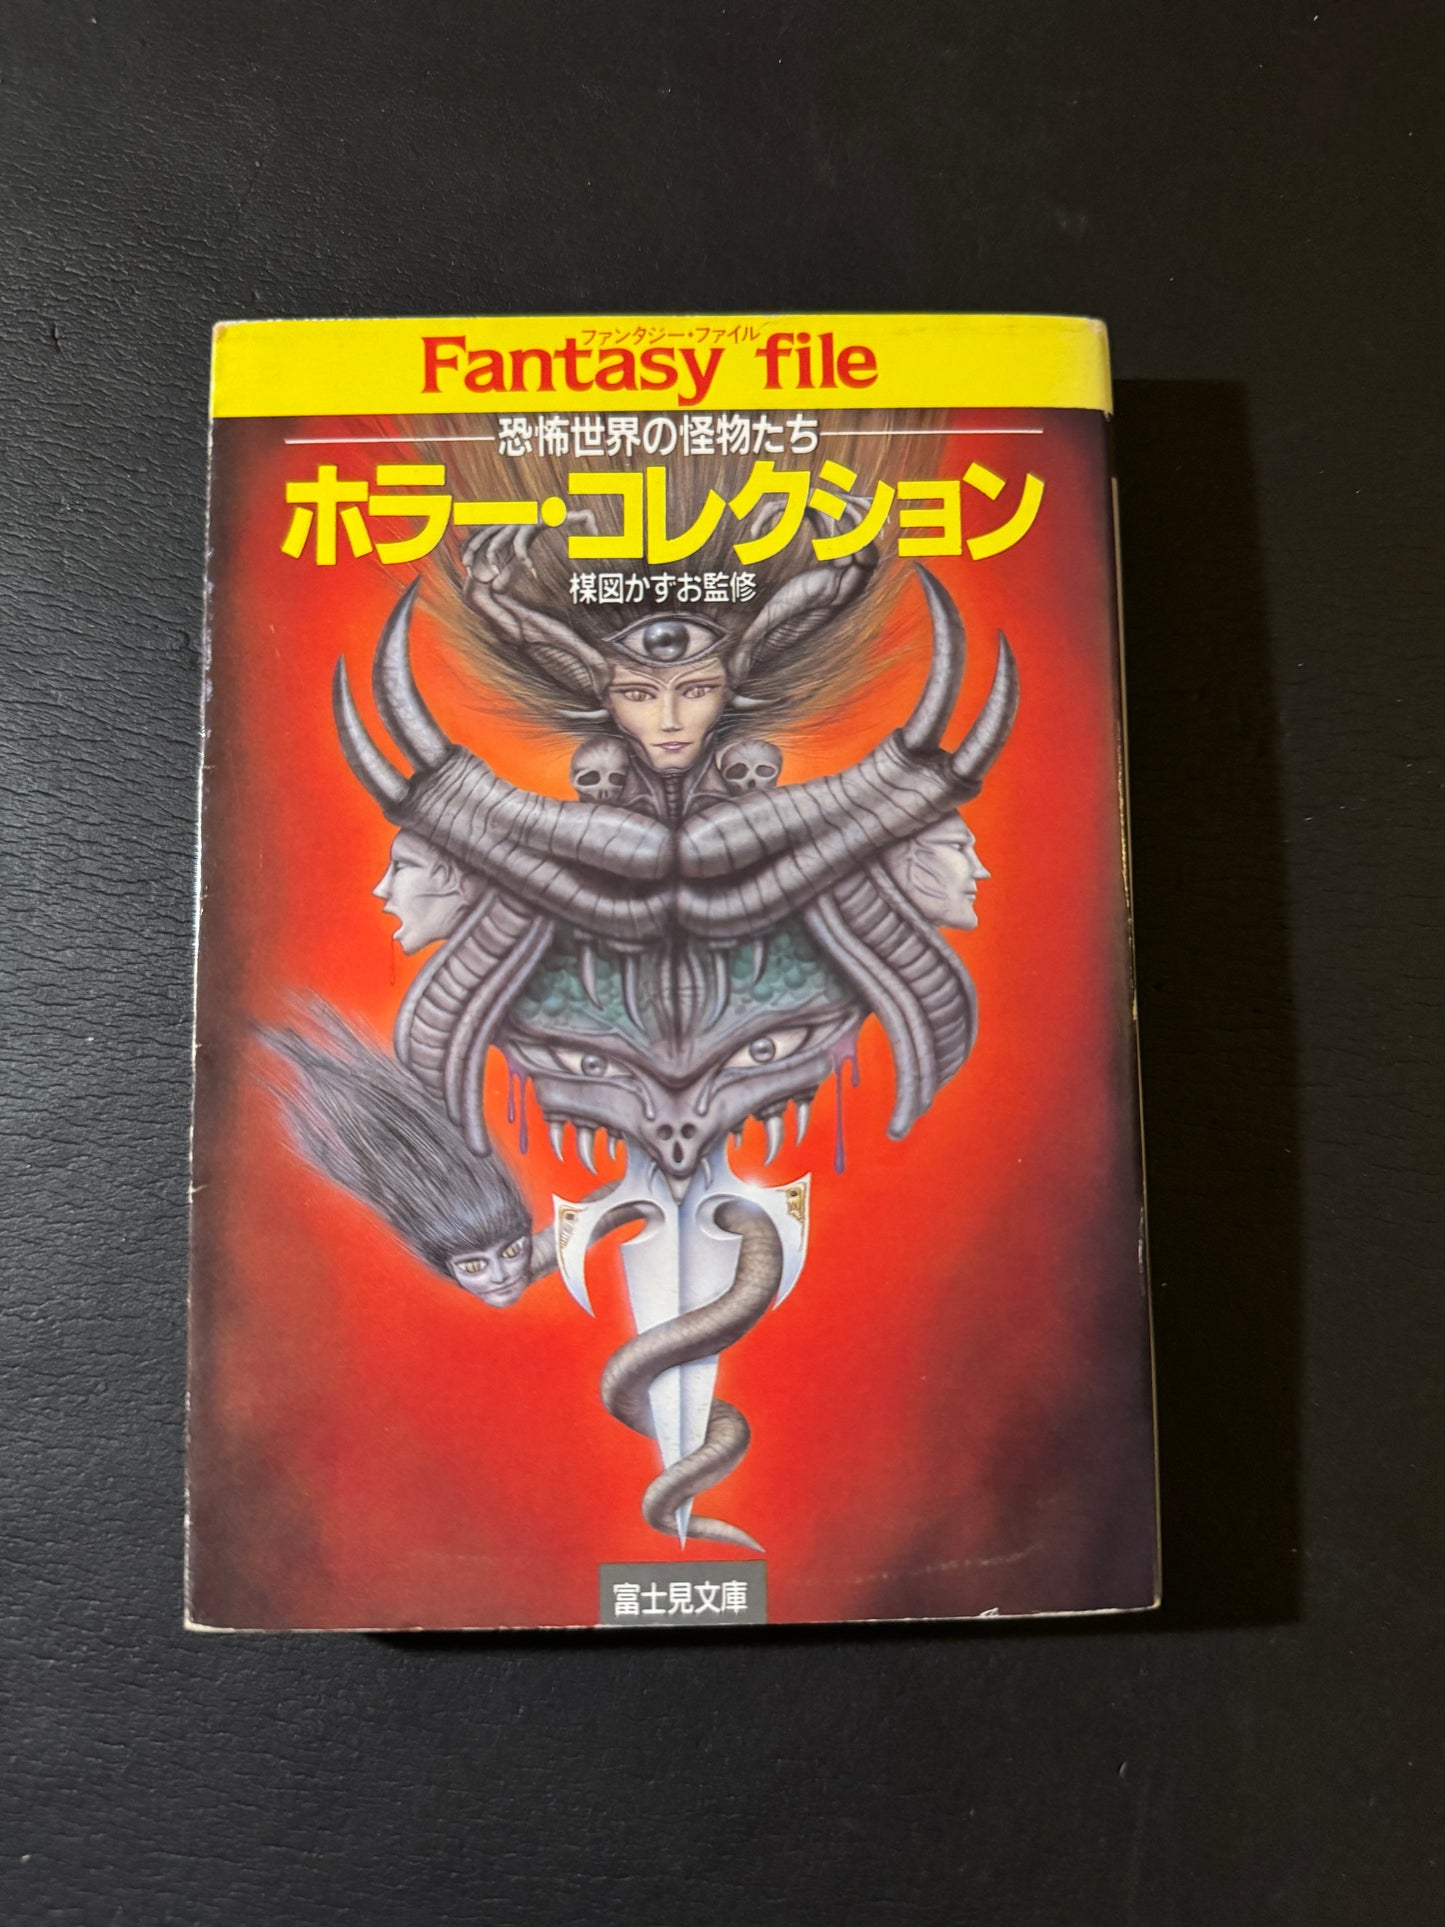 ファンタジー・ファイル
Fantasy file
恐怖世界の怪物たち
ホラー・コレクション
楳図かずお監修
富士見文庫